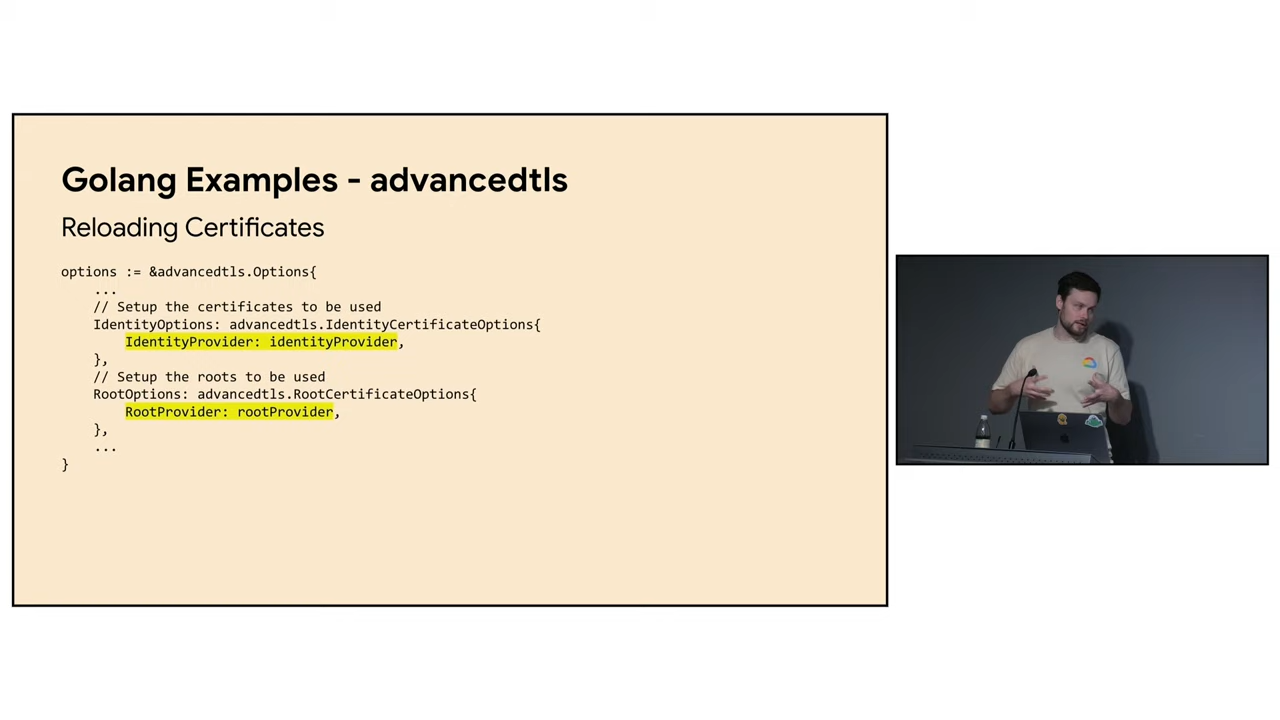 Golang Examples - advancedtls
Reloading Certificates
options := &advancedtls.Options{
...
// Setup the certificates to be used
IdentityOptions: advancedtls.IdentityCertificateOptions{
IdentityProvider: identityProvider,
},
// Setup the roots to be used
RootOptions: advancedtls.RootCertificateOptions{
RootProvider: rootProvider,
},
...
}